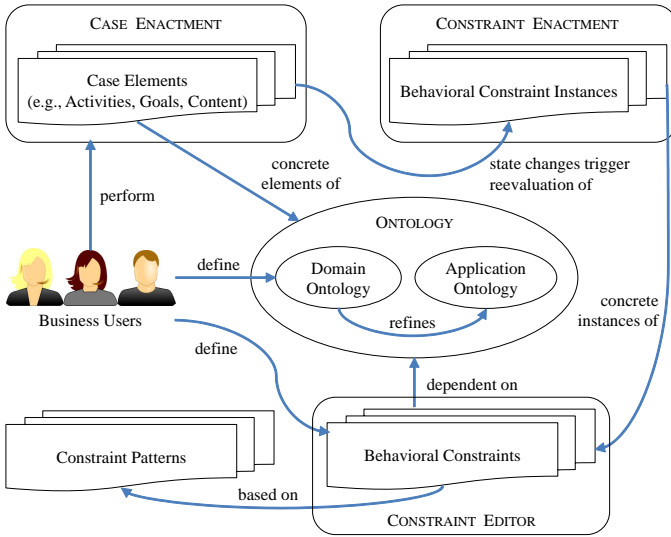 CASE ENACTMENT
Case Elements
(e.g., Activities, Goals, Content)
CONSTRAINT ENACTMENT
Behavioral Constraint Instances
concrete
elements of
state changes trigger
reevaluation of
perform
ONTOLOGY
Domain
Ontology
Application
Ontology
define
refines
Business Users
concrete
instances of
define
dependent on
Constraint Patterns
Behavioral Constraints
based on
CONSTRAINT EDITOR